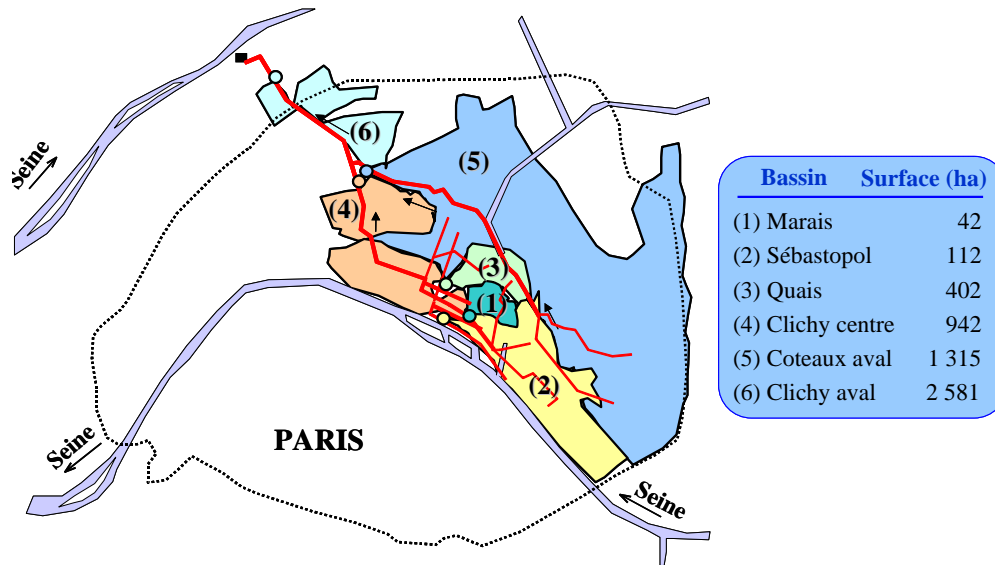 Seine
(6)
(5)
(4)
(3)
(1)
(2)
PARIS
Seine
Seine
Bassin Surface (ha)
(1) Marais 42
(2) Sébastopol 112
(3) Quais 402
(4) Clichy centre 942
(5) Coteaux aval 1 315
(6) Clichy aval 2 581